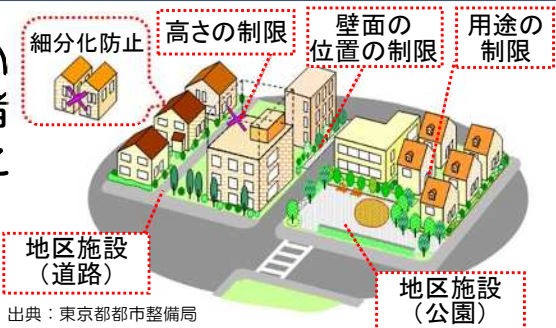 細分化防止
高さの制限
壁面の
位置の制限
用途の
制限
地区施設
（道路）
地区施設
（公園）
出典：東京都都市整備局